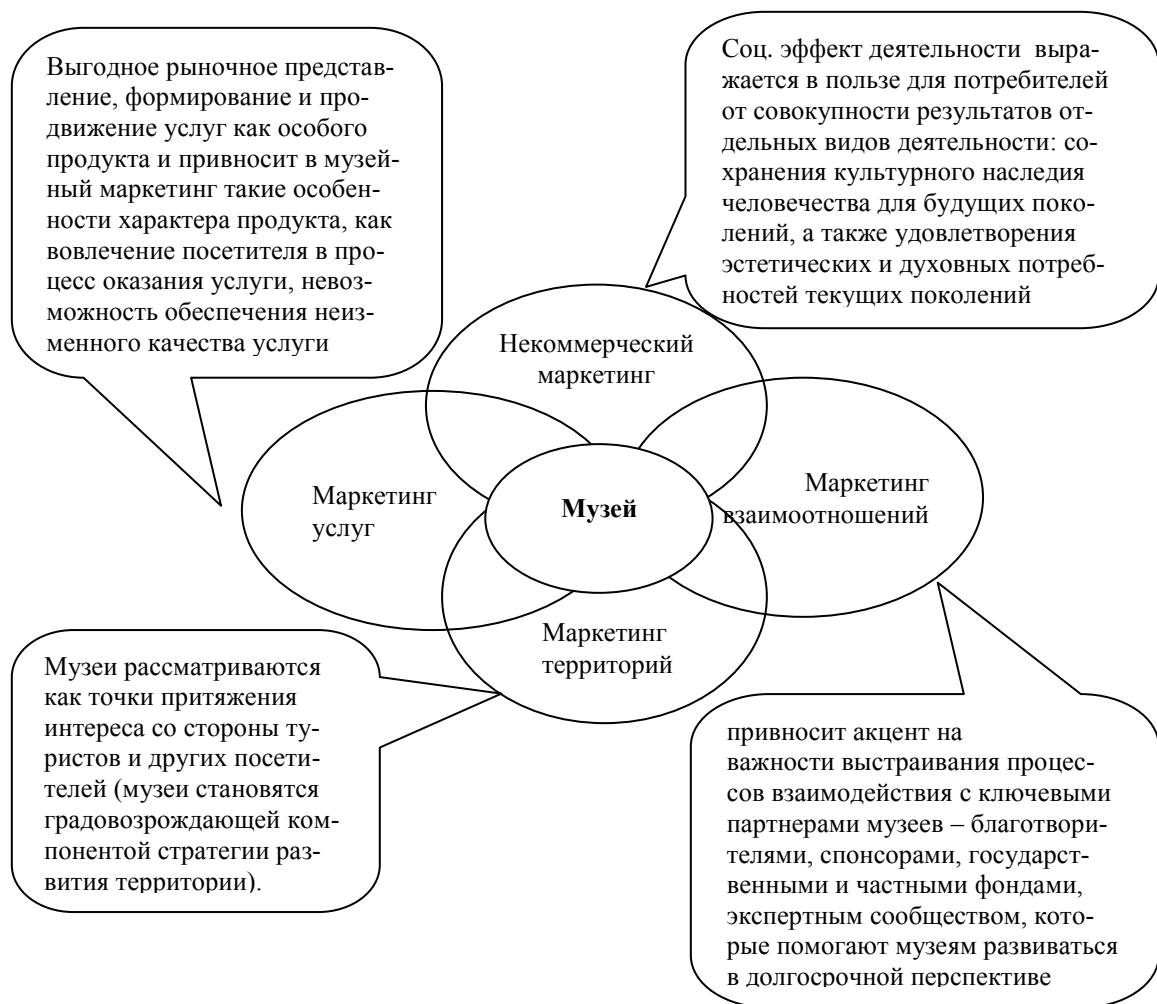 Выгодное рыночное представ-
ление, формирование и про-
движение услуг как особого
продукта и привносит в музей-
ный маркетинг такие особен-
ности характера продукта, как
вовлечение посетителя в про-
цесс оказания услуги, невоз-
можность обеспечения неиз-
менного качества услуги
Соц. эффект деятельности выра-
жается в пользе для потребителей
от совокупности результатов от-
дельных видов деятельности: со-
хранения культурного наследия
человечества для будущих поко-
лений, а также удовлетворения
эстетических и духовных потреб-
ностей текущих поколений
Некоммерческий
маркетинг
Маркетинг
услуг
Музей
Маркетинг
взаимоотношений
Маркетинг
территорий
Музеи рассматриваются
как точки притяжения
интереса со стороны ту-
ристов и других посети-
телей (музеи становятся
градовозрождающей ком-
понентой стратегии раз-
вития территории).
привносит акцент на
важности выстраивания процес-
сов взаимодействия с ключевыми
партнерами музеев – благотвори-
телями, спонсорами, государст-
венными и частными фондами,
экспертным сообществом, кото-
рые помогают музеям развиваться
в долгосрочной перспективе